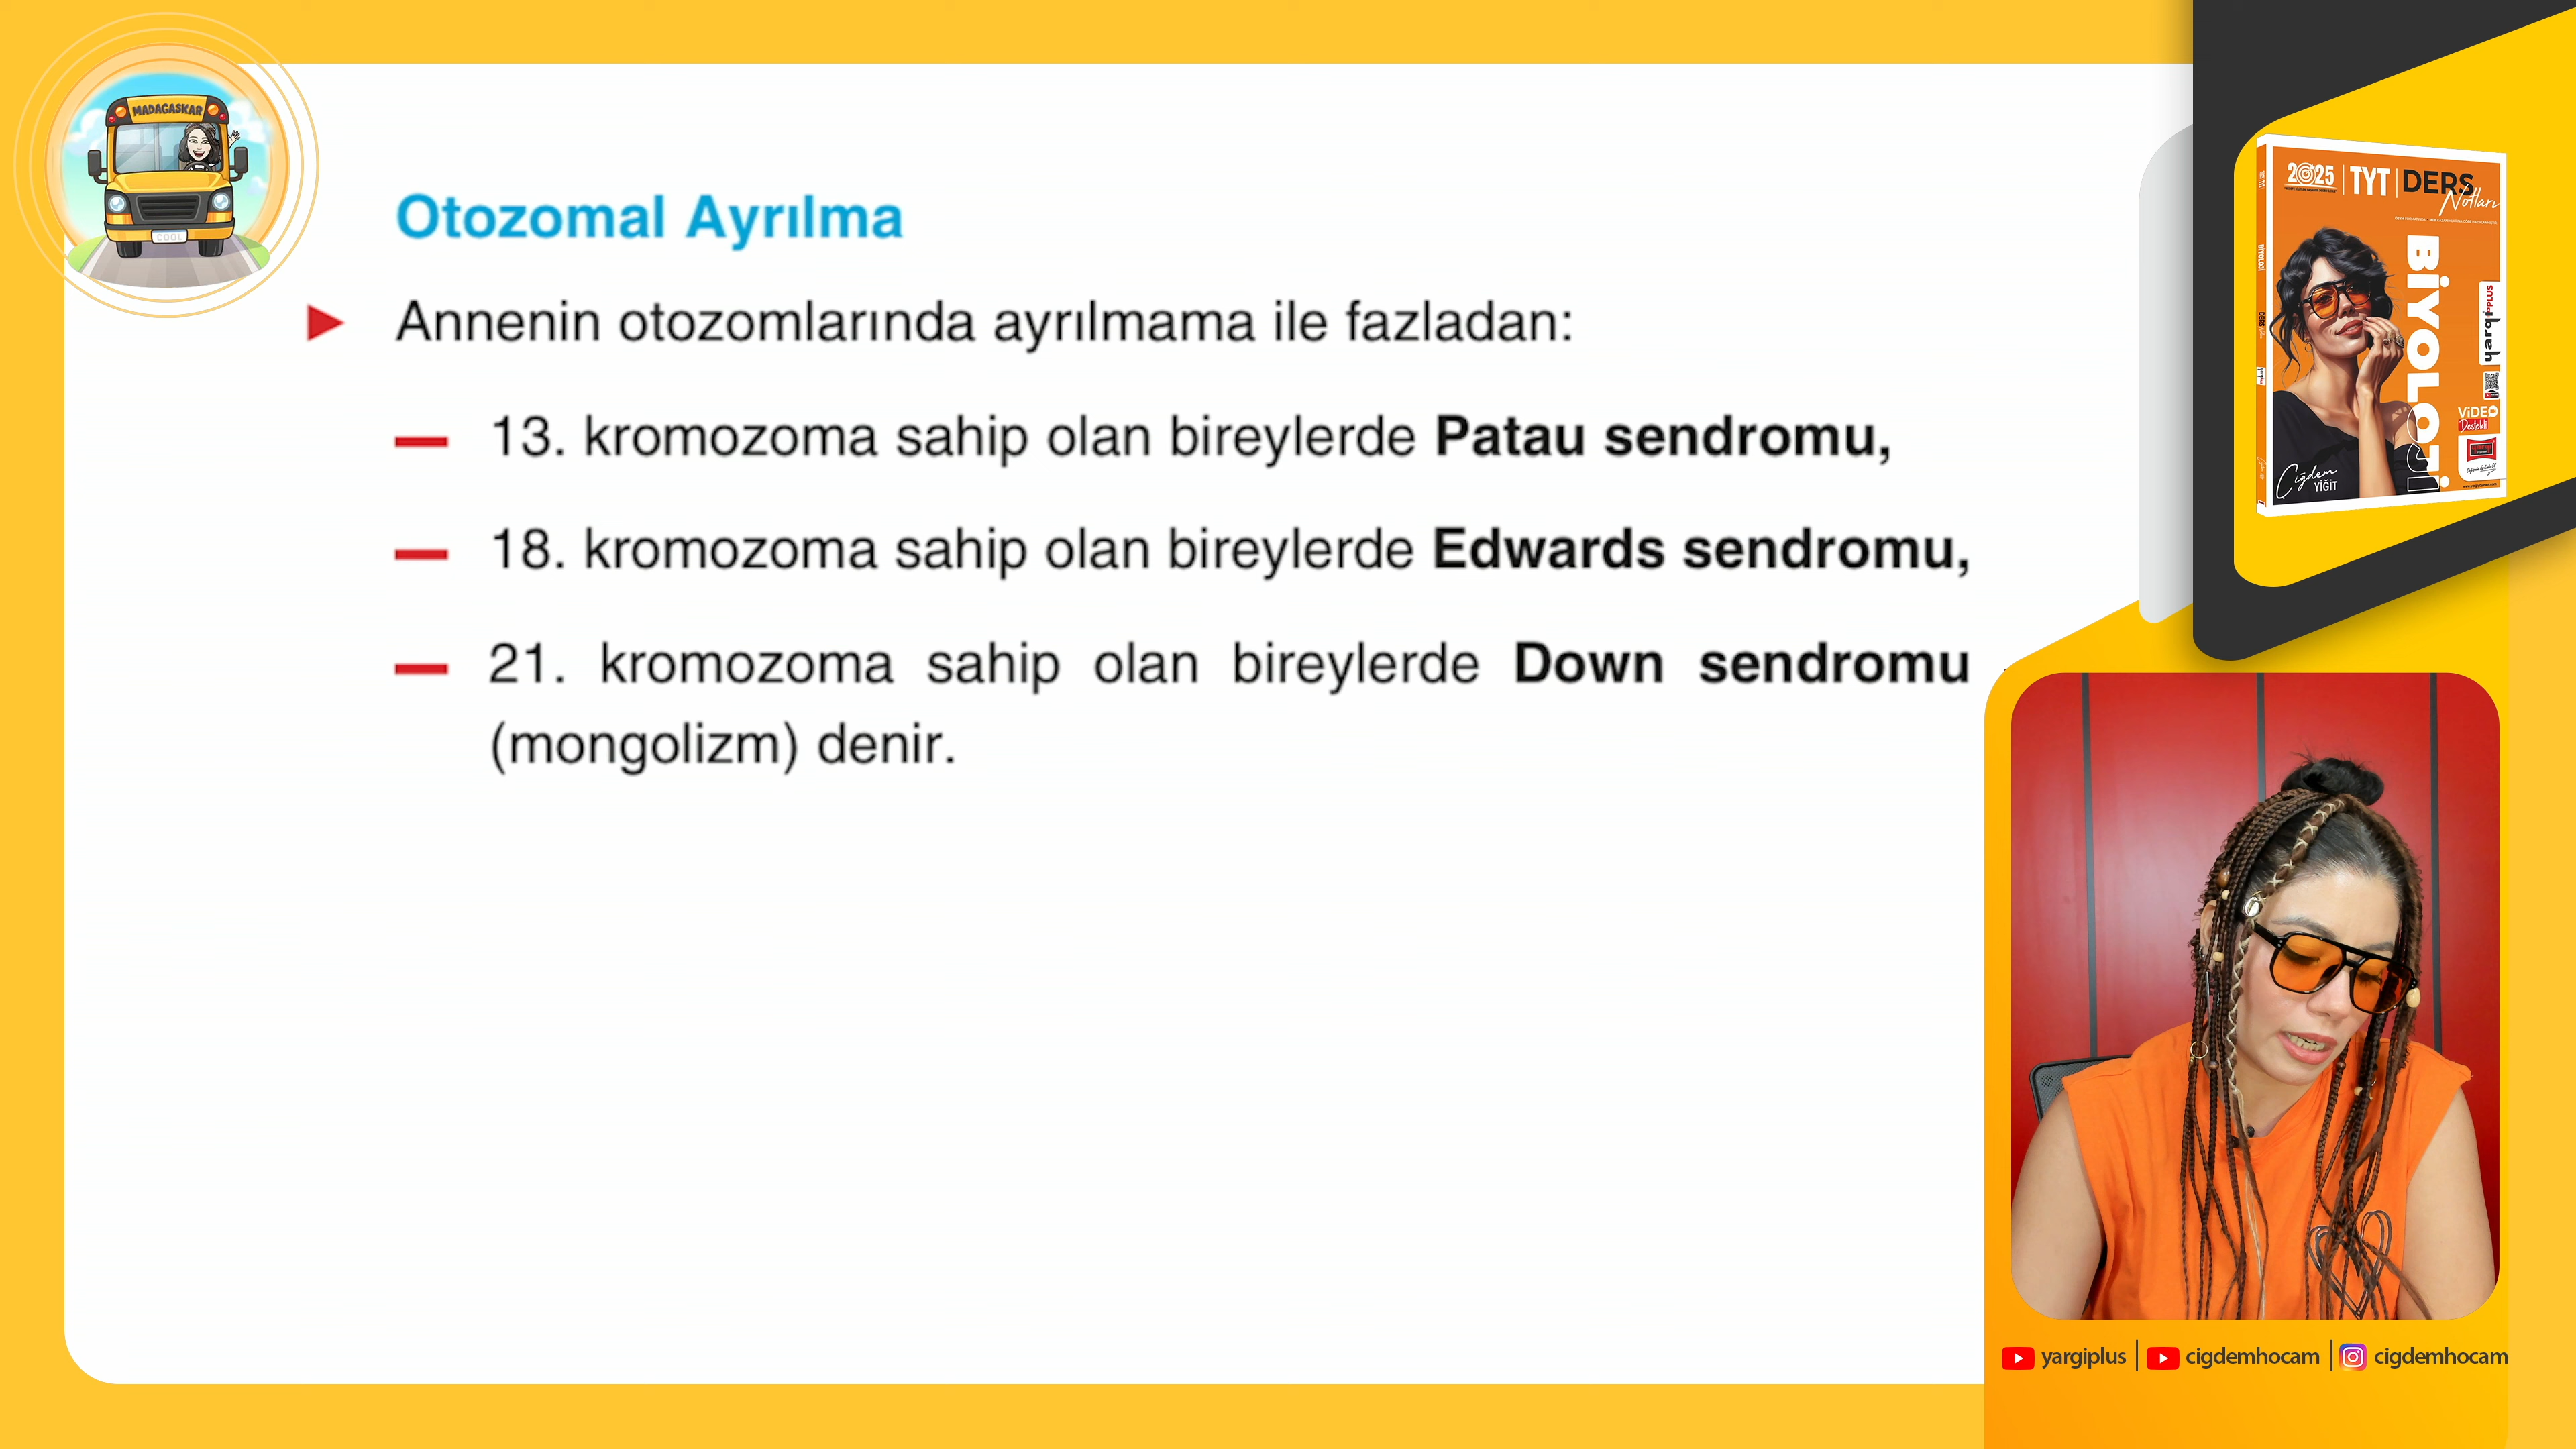 MADAGASKAR
COOL
Otozomal Ayrılma
Annenin otozomlarında ayrılmama ile fazladan:
13. kromozoma sahip olan bireylerde Patau sendromu,
18. kromozoma sahip olan bireylerde Edwards sendromu,
21. kromozoma sahip olan bireylerde Down sendromu
(mongolizm) denir.
2025 TYT DERS
Notları
BİYOLOJİ
yargı PLUS
VİDEO
Destekli
Çiğdem
YİĞİT
yargiplus cigdemhocam cigdemhocam